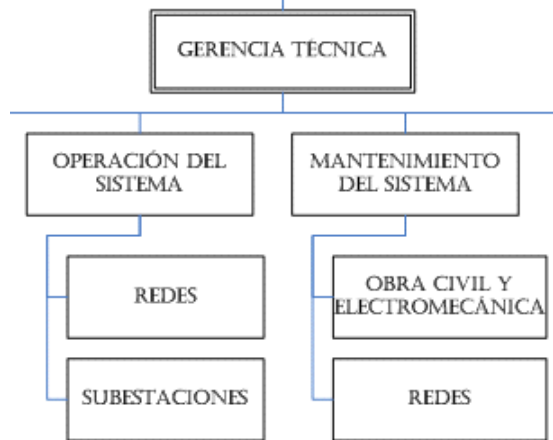 GERENCIA TÉCNICA
OPERACIÓN DEL
SISTEMA
MANTENIMIENTO
DEL SISTEMA
REDES
OBRA CIVIL Y
ELECTROMECÁNICA
SUBESTACIONES
REDES